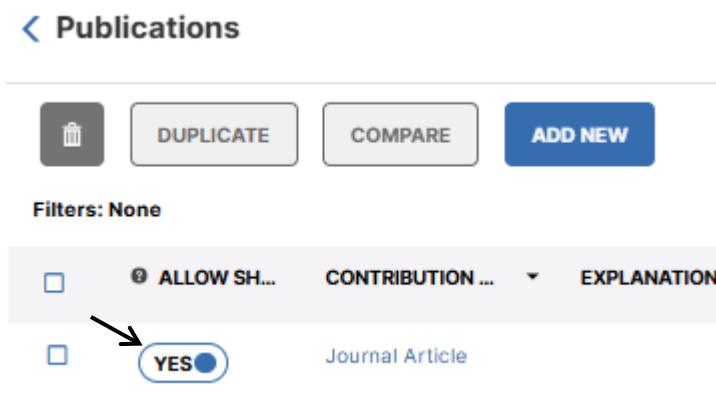 Publications
DUPLICATE COMPARE ADD NEW
Filters: None
ALLOW SH... CONTRIBUTION ... EXPLANATION
YES Journal Article